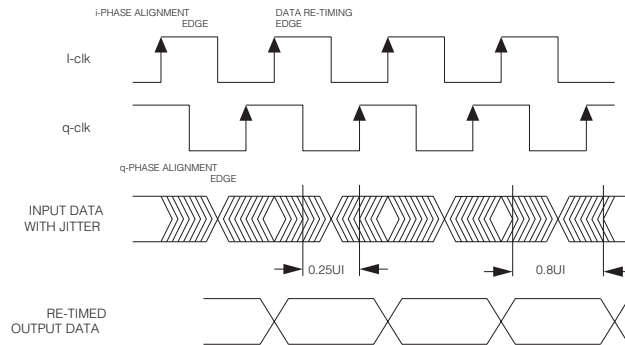 i-PHASE ALIGNMENT
EDGE
DATA RE-TIMING
EDGE
I-clk
q-clk
q-PHASE ALIGNMENT
EDGE
INPUT DATA
WITH JITTER
0.25UI
0.8UI
RE-TIMED
OUTPUT DATA